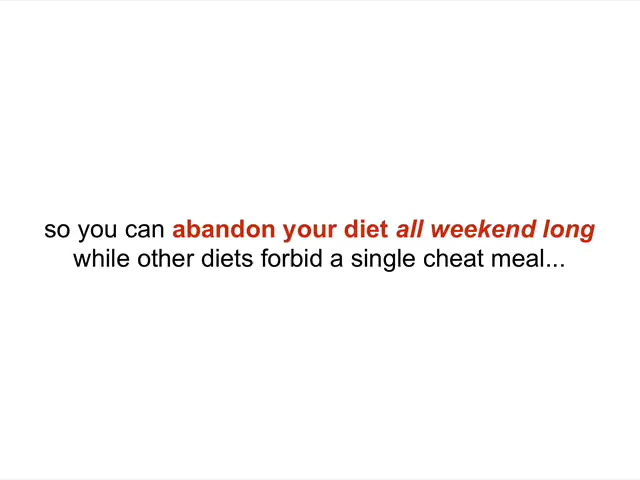 so you can abandon your diet all weekend long
while other diets forbid a single cheat meal...